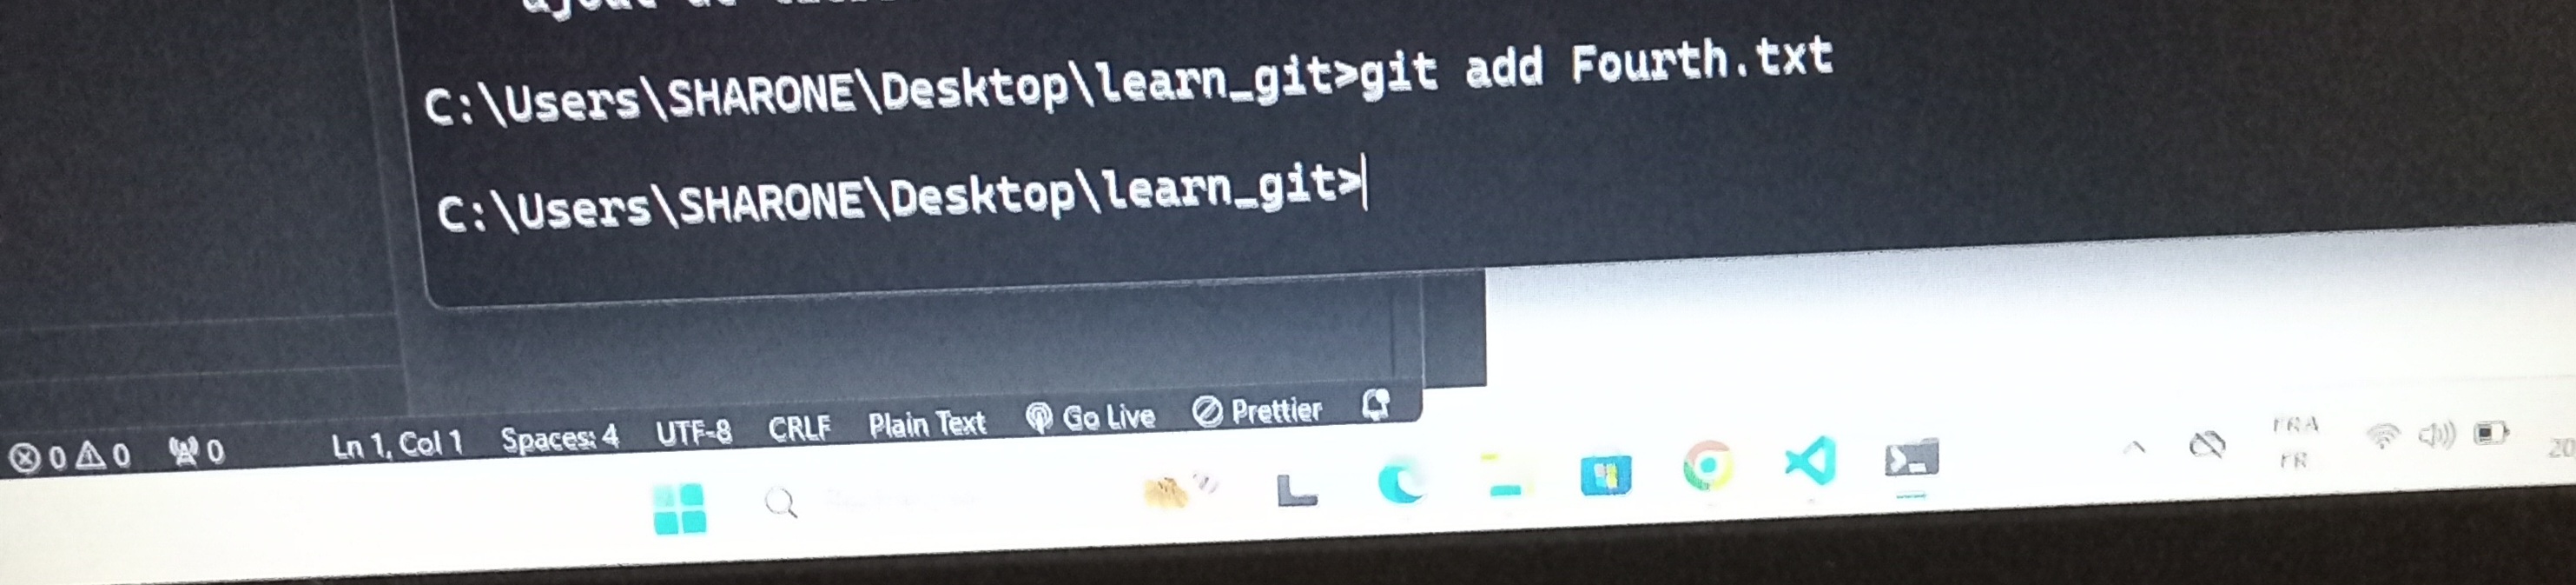 C:\Users\SHARONE\Desktop\learn_git>git add Fourth.txt
C:\Users\SHARONE\Desktop\learn_git>
0 0 0 Ln 1, Col 1 Spaces: 4 UTF-8 CRLF Plain Text Go Live Prettier
FRA
FR
20